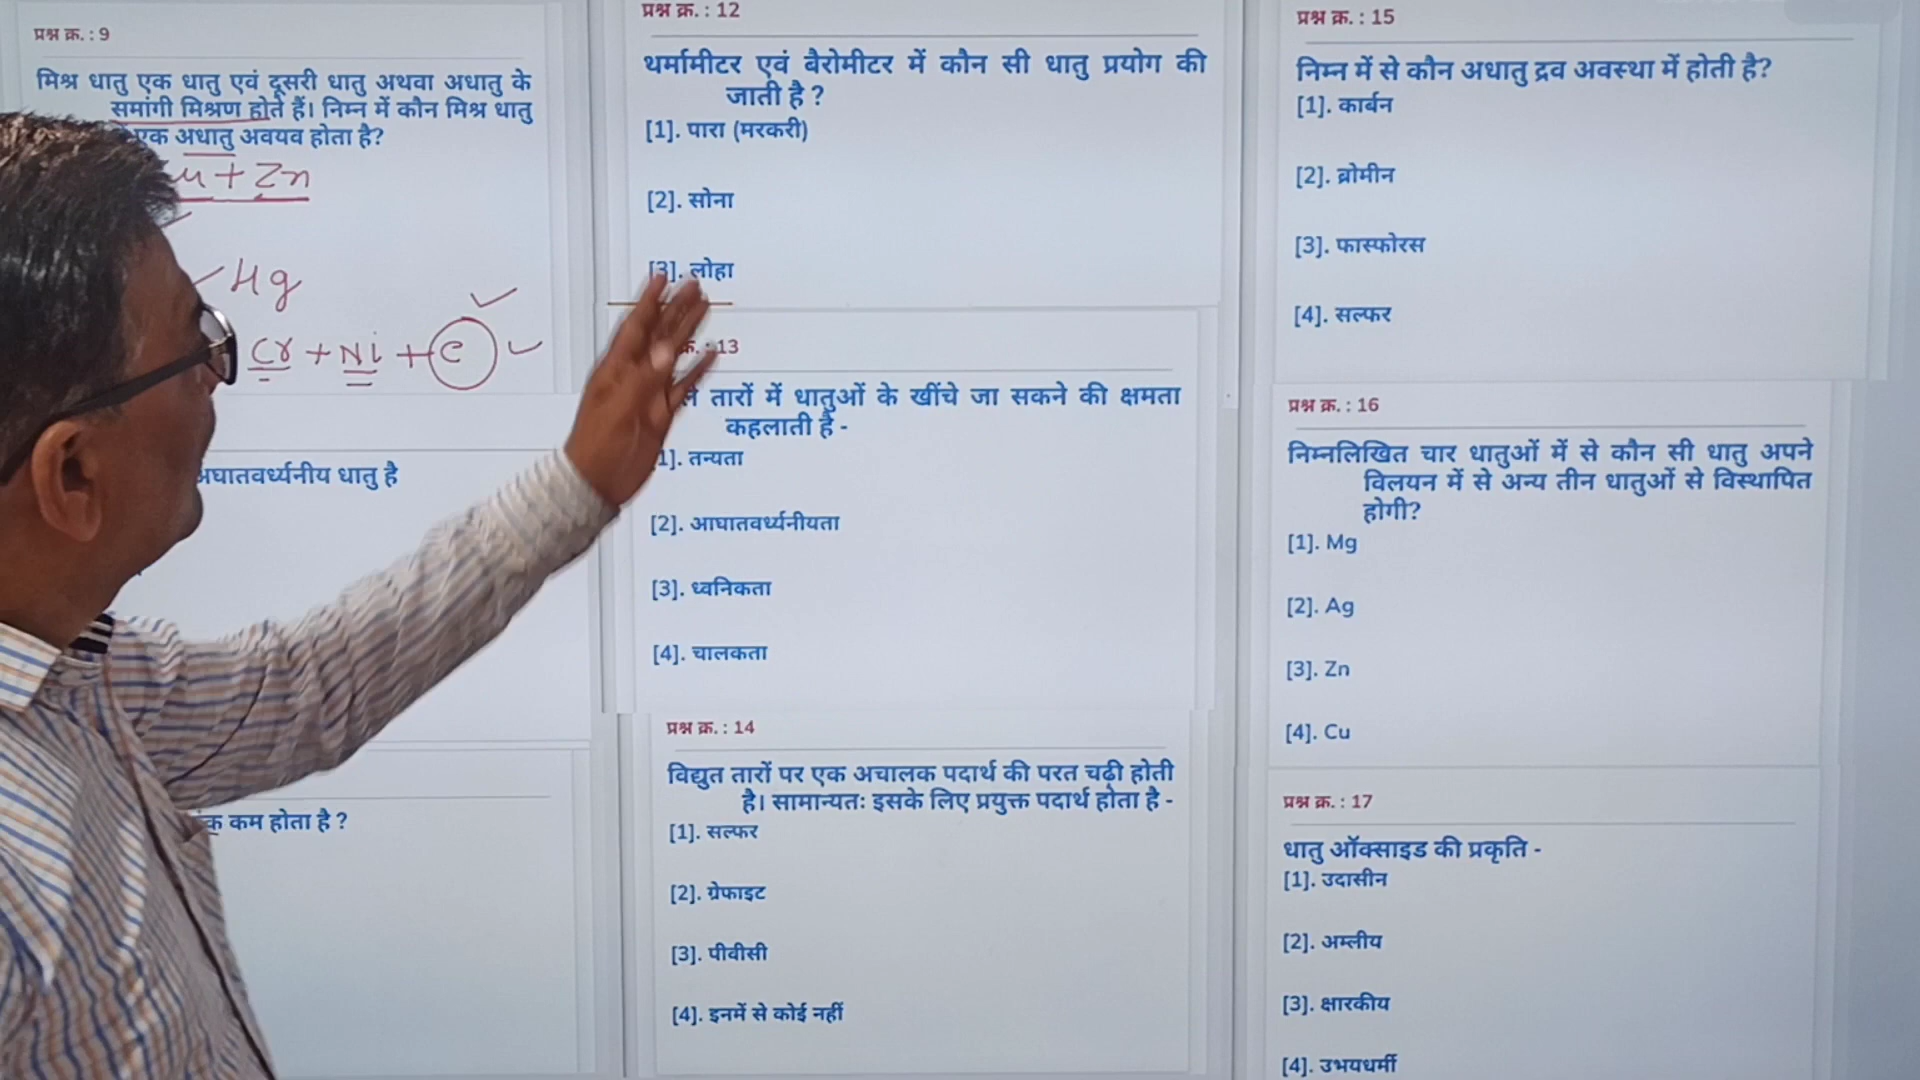 प्रश्न क्र. : 9
मिश्र धातु एक धातु एवं दूसरी धातु अथवा अधातु के
समांगी मिश्रण होते हैं। निम्न में कौन मिश्र धातु
एक अधातु अवयव होता है?
u + Zn
Hg
Cr + Ni + C
धातु है
कम होता है ?
प्रश्न क्र. : 12
थर्मामीटर एवं बैरोमीटर में कौन सी धातु प्रयोग की
जाती है ?
[1]. पारा (मरकरी)
[2]. सोना
[3]. लोहा
क्र. : 13
तारों में धातुओं के खींचे जा सकने की क्षमता
कहलाती है -
1]. तन्यता
[2]. आघातवर्ध्यनीयता
[3]. ध्वनिकता
[4]. चालकता
प्रश्न क्र. : 14
विद्युत तारों पर एक अचालक पदार्थ की परत चढ़ी होती
है। सामान्यतः इसके लिए प्रयुक्त पदार्थ होता है -
[1]. सल्फर
[2]. ग्रेफाइट
[3]. पीवीसी
[4]. इनमें से कोई नहीं
प्रश्न क्र. : 15
निम्न में से कौन अधातु द्रव अवस्था में होती है?
[1]. कार्बन
[2]. ब्रोमीन
[3]. फास्फोरस
[4]. सल्फर
प्रश्न क्र. : 16
निम्नलिखित चार धातुओं में से कौन सी धातु अपने
विलयन में से अन्य तीन धातुओं से विस्थापित
होगी?
[1]. Mg
[2]. Ag
[3]. Zn
[4]. Cu
प्रश्न क्र. : 17
धातु ऑक्साइड की प्रकृति -
[1]. उदासीन
[2]. अम्लीय
[3]. क्षारकीय
[4]. उभयधर्मी